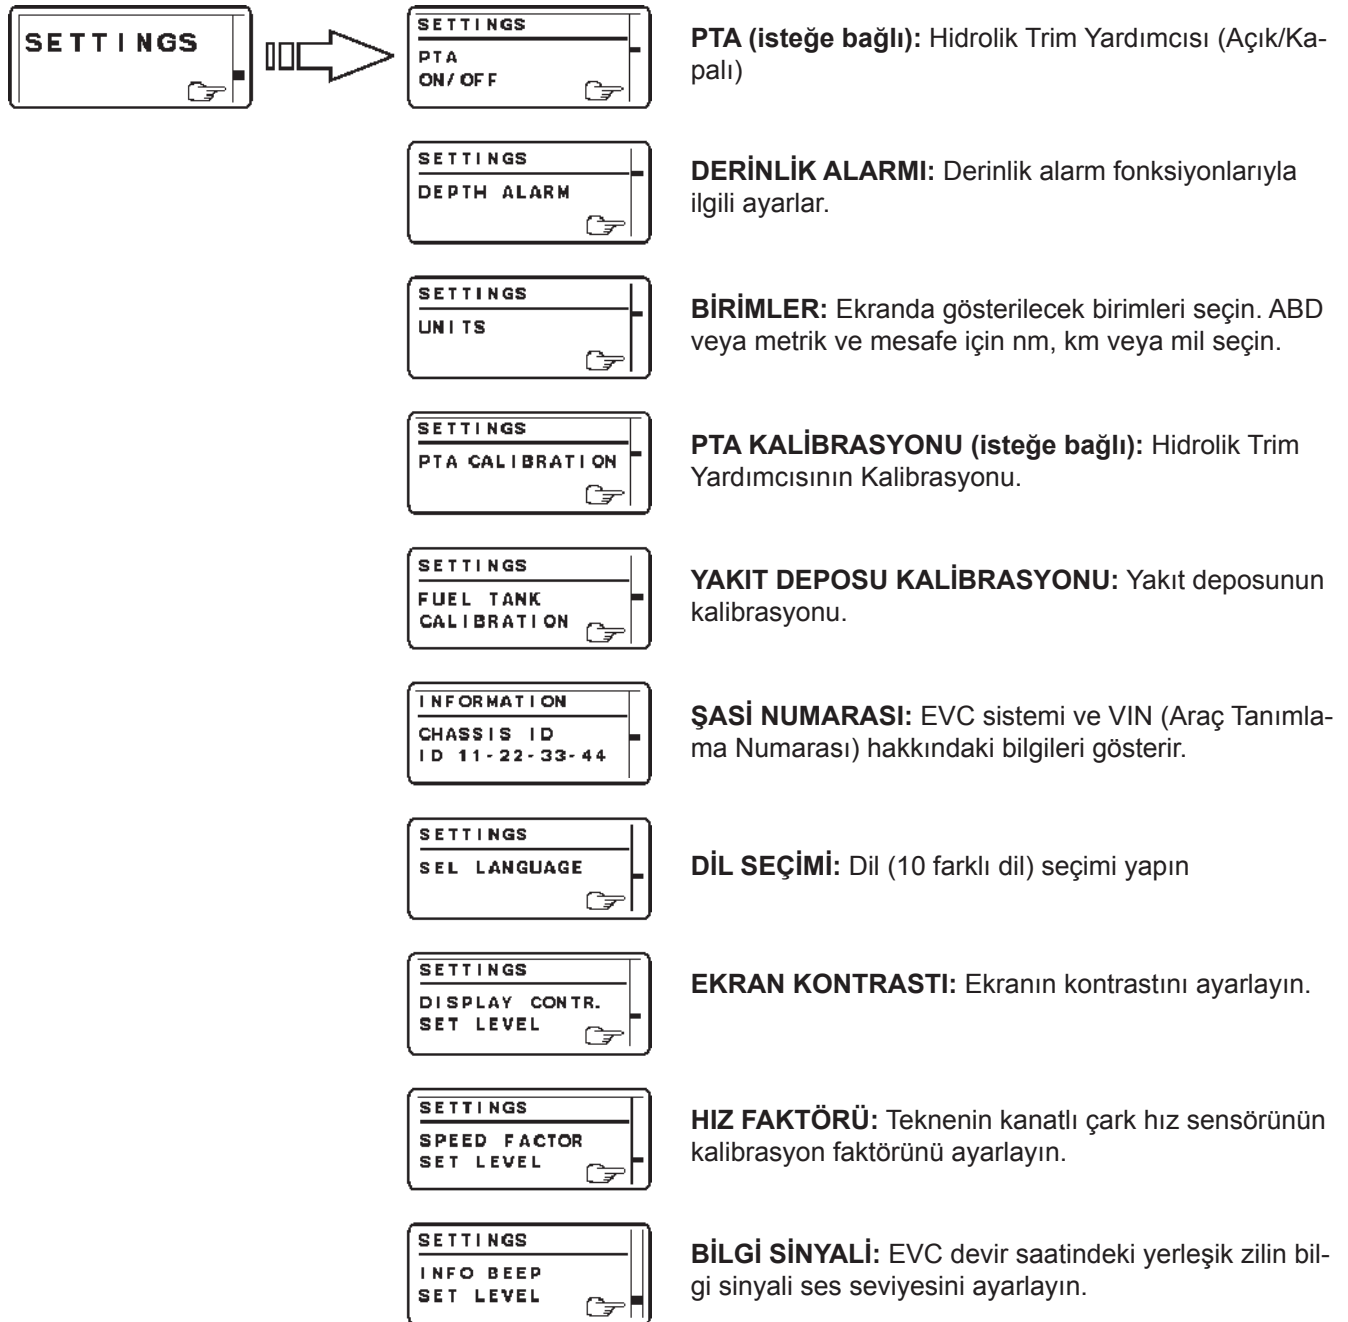 SETTINGS
SETTINGS
PTA
ON/OFF
PTA (isteğe bağlı): Hidrolik Trim Yardımcısı (Açık/Ka-
palı)
SETTINGS
DEPTH ALARM
DERİNLİK ALARMI: Derinlik alarm fonksiyonlarıyla
ilgili ayarlar.
SETTINGS
UNITS
BİRİMLER: Ekranda gösterilecek birimleri seçin. ABD
veya metrik ve mesafe için nm, km veya mil seçin.
SETTINGS
PTA CALIBRATION
PTA KALİBRASYONU (isteğe bağlı): Hidrolik Trim
Yardımcısının Kalibrasyonu.
SETTINGS
FUEL TANK
CALIBRATION
YAKIT DEPOSU KALİBRASYONU: Yakıt deposunun
kalibrasyonu.
INFORMATION
CHASSIS ID
ID 11-22-33-44
ŞASİ NUMARASI: EVC sistemi ve VIN (Araç Tanımla-
ma Numarası) hakkındaki bilgileri gösterir.
SETTINGS
SEL LANGUAGE
DİL SEÇİMİ: Dil (10 farklı dil) seçimi yapın
SETTINGS
DISPLAY CONTR.
SET LEVEL
EKRAN KONTRASTI: Ekranın kontrastını ayarlayın.
SETTINGS
SPEED FACTOR
SET LEVEL
HIZ FAKTÖRÜ: Teknenin kanatlı çark hız sensörünün
kalibrasyon faktörünü ayarlayın.
SETTINGS
INFO BEEP
SET LEVEL
BİLGİ SİNYALİ: EVC devir saatindeki yerleşik zilin bil-
gi sinyali ses seviyesini ayarlayın.